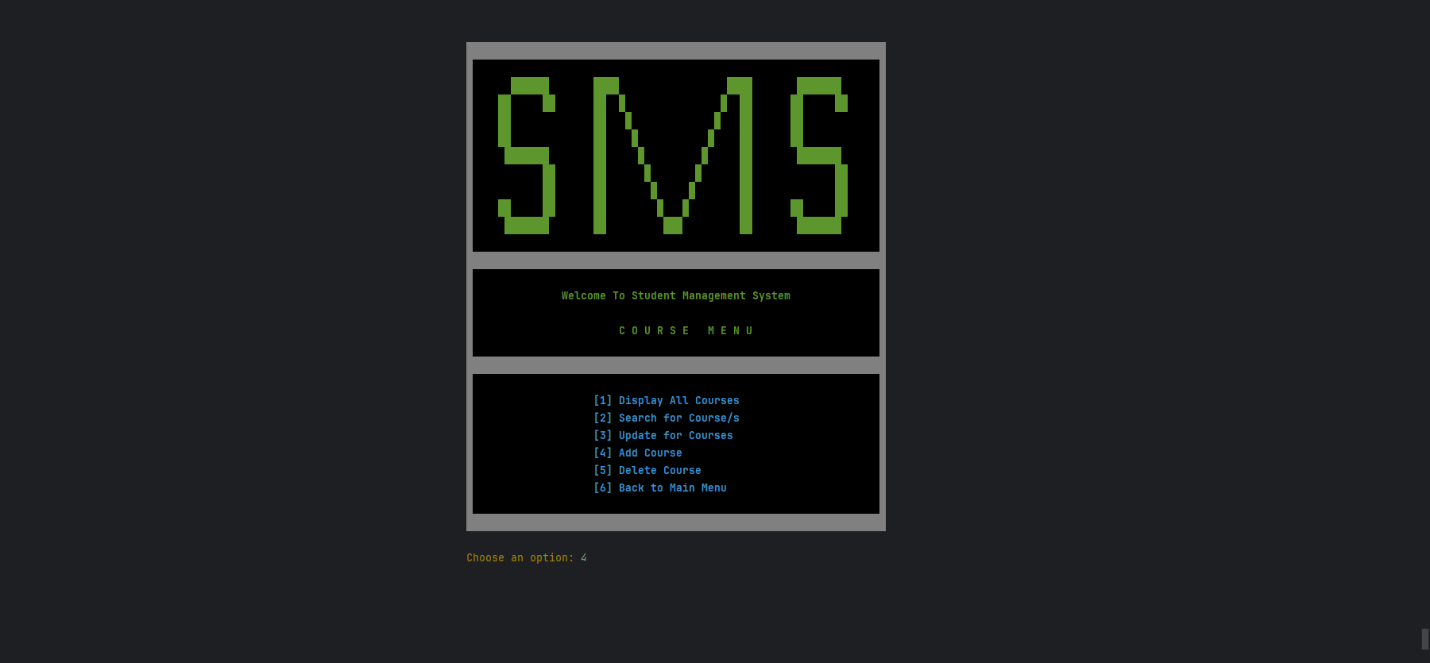 SMS
Welcome To Student Management System
C O U R S E   M E N U
[1] Display All Courses
[2] Search for Course/s
[3] Update for Courses
[4] Add Course
[5] Delete Course
[6] Back to Main Menu
Choose an option: 4